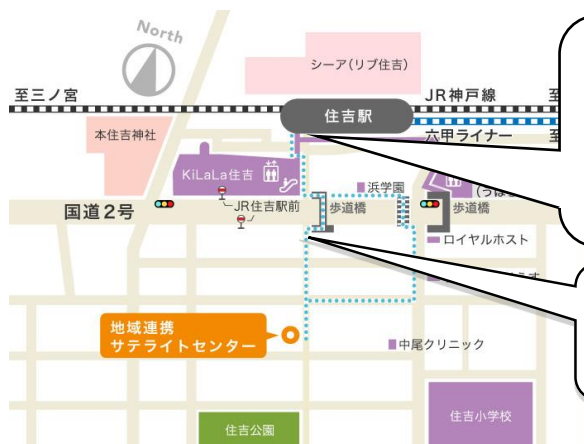 North
シーア(リブ住吉)
至三ノ宮
JR神戸線
至
住吉駅
本住吉神社
六甲ライナー
至
KiLaLa住吉
浜学園
JR住吉駅前
歩道橋
歩道橋
国道2号
ロイヤルホスト
地域連携
サテライトセンター
中尾クリニック
住吉公園
住吉小学校